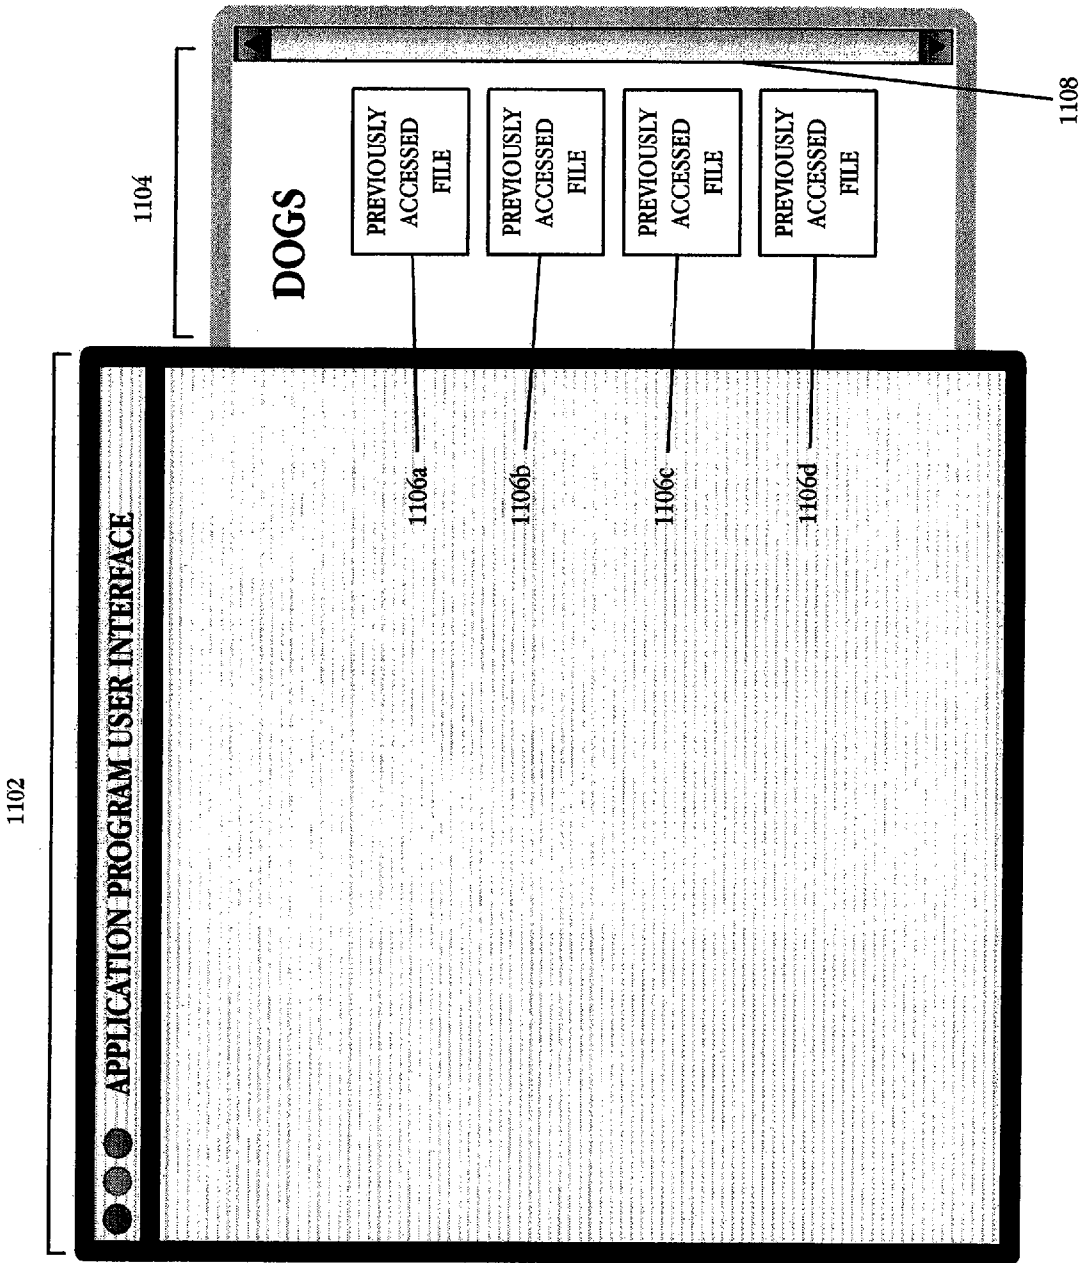 1102
1104
APPLICATION PROGRAM USER INTERFACE
DOGS
PREVIOUSLY
ACCESSED
FILE
1106a
PREVIOUSLY
ACCESSED
FILE
1106b
PREVIOUSLY
ACCESSED
FILE
1106c
PREVIOUSLY
ACCESSED
FILE
1106d
1108